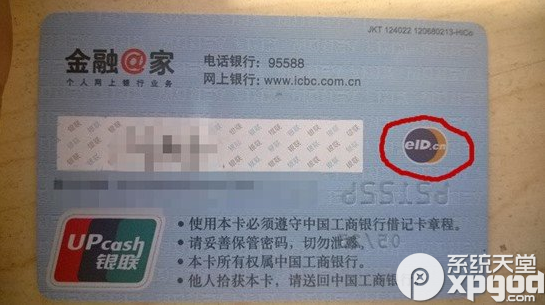 JKT 124022 120680213-HiCo
金融@家
个人网上银行业务
电话银行：95588
网上银行：www.icbc.com.cn
eID.cn
UPcash
银联
• 使用本卡必须遵守中国工商银行借记卡章程。
• 请妥善保管密码，切勿泄露。
• 本卡所有权属中国工商银行。
• 他人拾获本卡，请送回中国工商银行。
系统天堂
xpgod.com